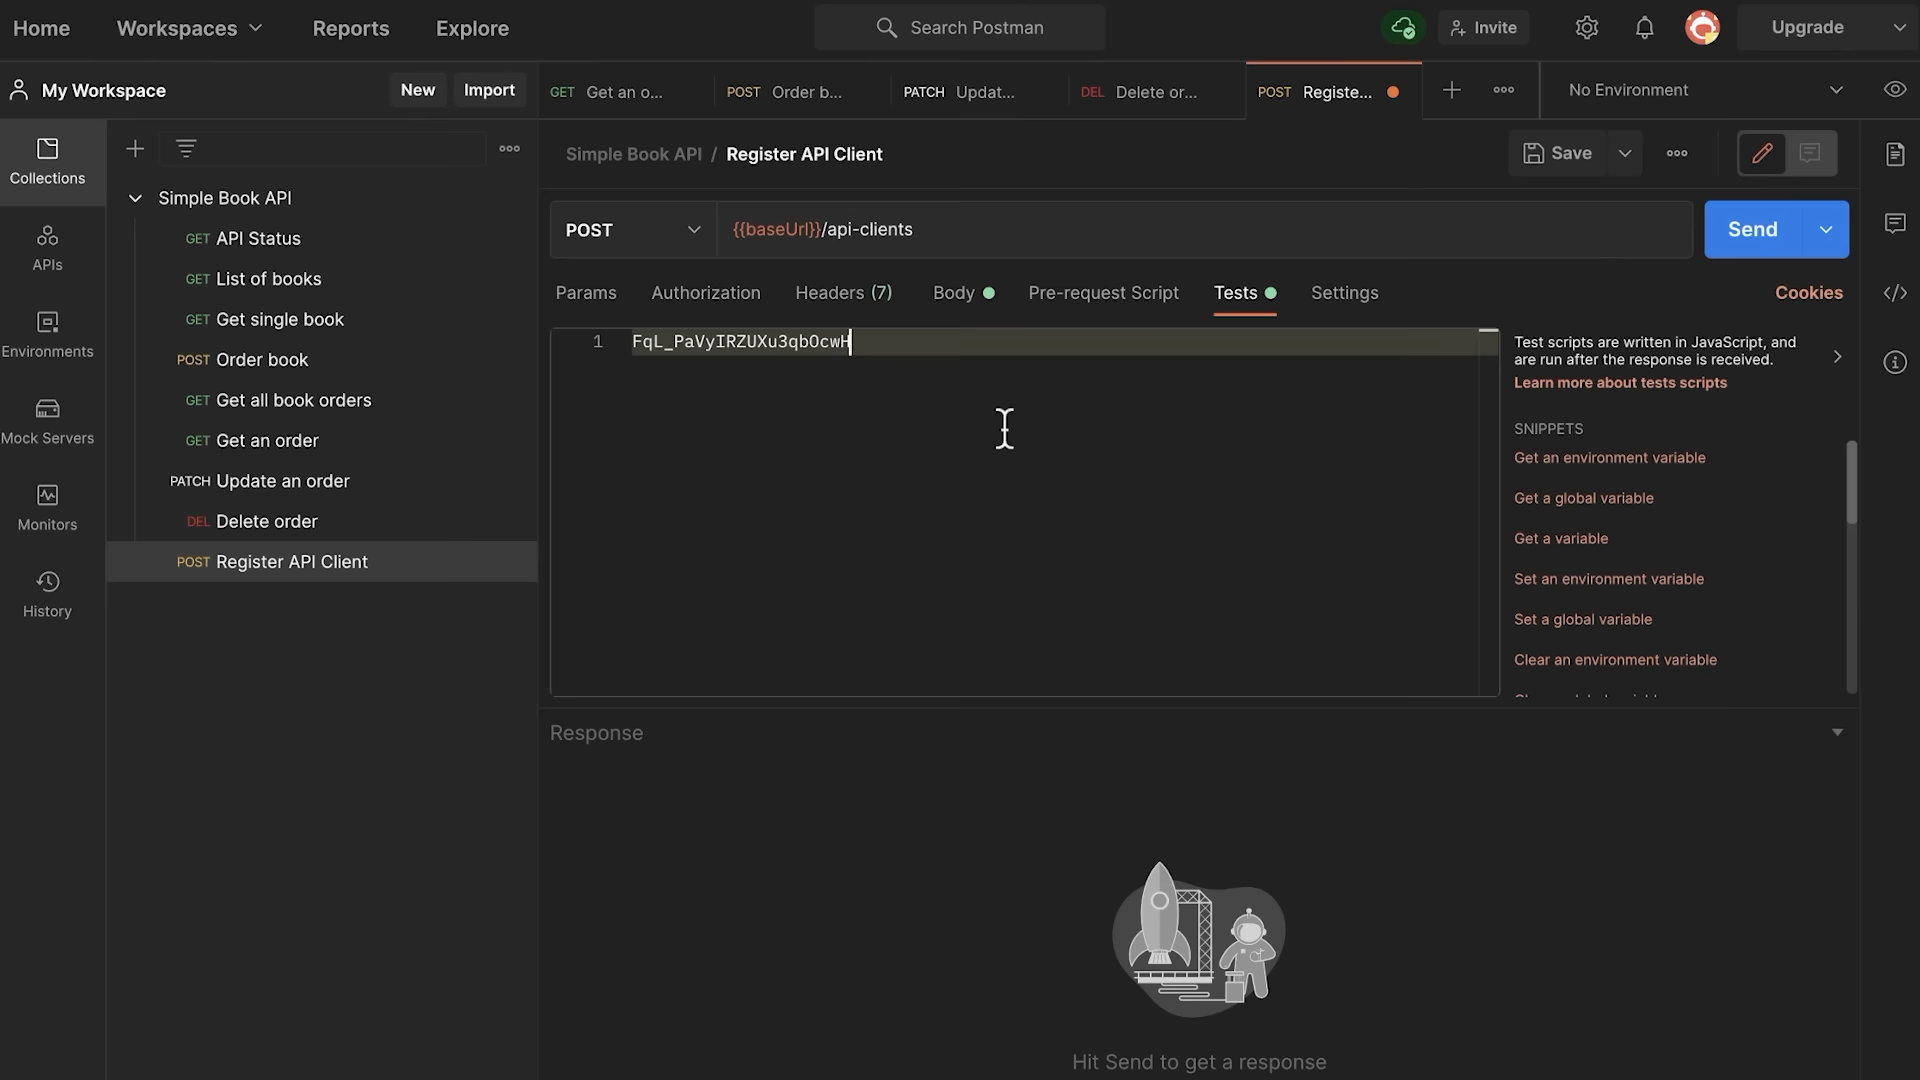 Home
Workspaces
Reports
Explore
Search Postman
Invite
Upgrade
My Workspace
New
Import
GET Get an o...
POST Order b...
PATCH Updat...
DEL Delete or...
POST Registe...
No Environment
Collections
APIs
Environments
Mock Servers
Monitors
History
Simple Book API
GET API Status
GET List of books
GET Get single book
POST Order book
GET Get all book orders
GET Get an order
PATCH Update an order
DEL Delete order
POST Register API Client
Simple Book API / Register API Client
Save
POST
{{baseUrl}}/api-clients
Send
Params
Authorization
Headers (7)
Body
Pre-request Script
Tests
Settings
Cookies
1 FqL_PaVyIRZUXu3qbOcwH
Test scripts are written in JavaScript, and
are run after the response is received.
Learn more about tests scripts
SNIPPETS
Get an environment variable
Get a global variable
Get a variable
Set an environment variable
Set a global variable
Clear an environment variable
Response
Hit Send to get a response